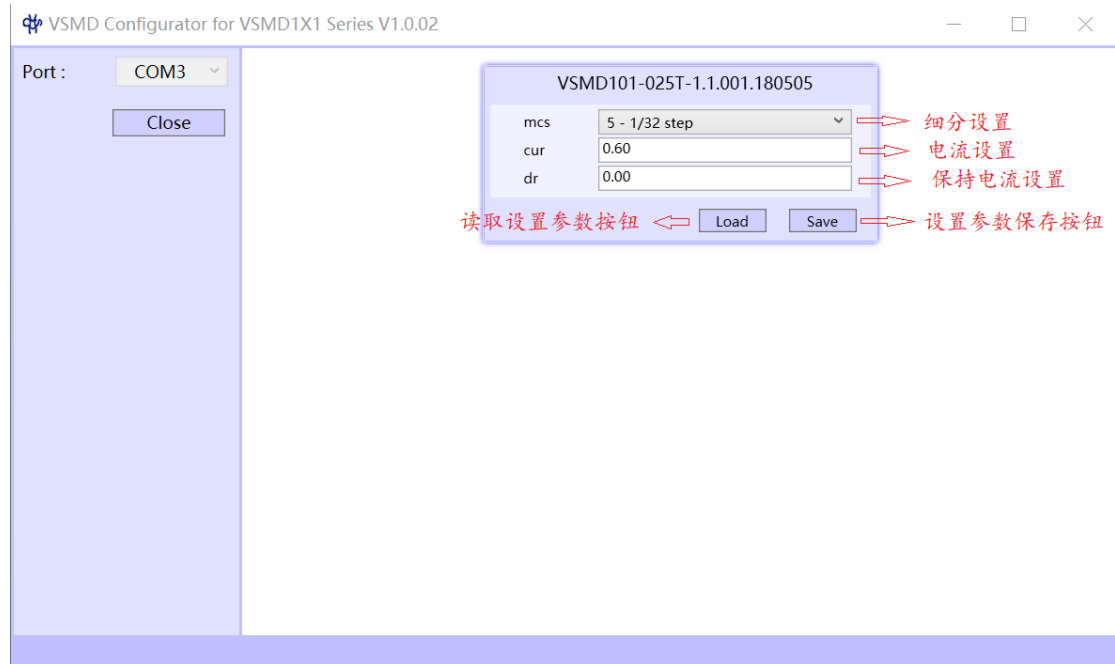 VSMD Configurator for VSMD1X1 Series V1.0.02
Port :
COM3
Close
VSMD101-025T-1.1.001.180505
mcs
5 - 1/32 step
细分设置
cur
0.60
电流设置
dr
0.00
保持电流设置
读取设置参数按钮
Load
Save
设置参数保存按钮